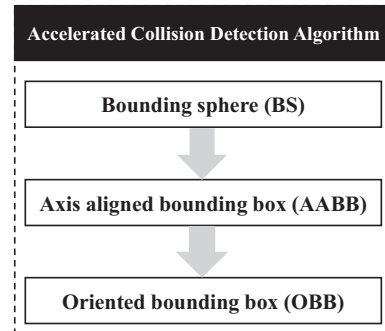 Accelerated Collision Detection Algorithm
Bounding sphere (BS)
Axis aligned bounding box (AABB)
Oriented bounding box (OBB)